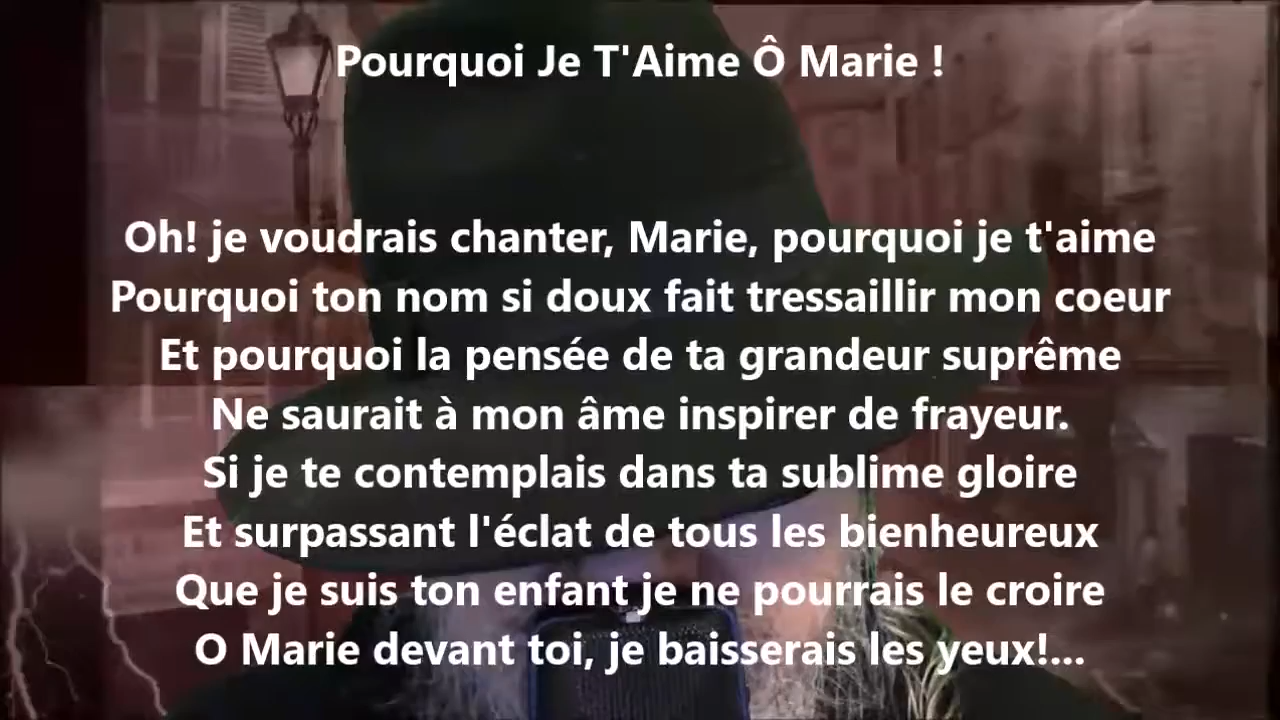 Pourquoi Je T'Aime Ô Marie !
Oh! je voudrais chanter, Marie, pourquoi je t'aime
Pourquoi ton nom si doux fait tressaillir mon coeur
Et pourquoi la pensée de ta grandeur suprême
Ne saurait à mon âme inspirer de frayeur.
Si je te contemplais dans ta sublime gloire
Et surpassant l'éclat de tous les bienheureux
Que je suis ton enfant je ne pourrais le croire
O Marie devant toi, je baisserais les yeux!...